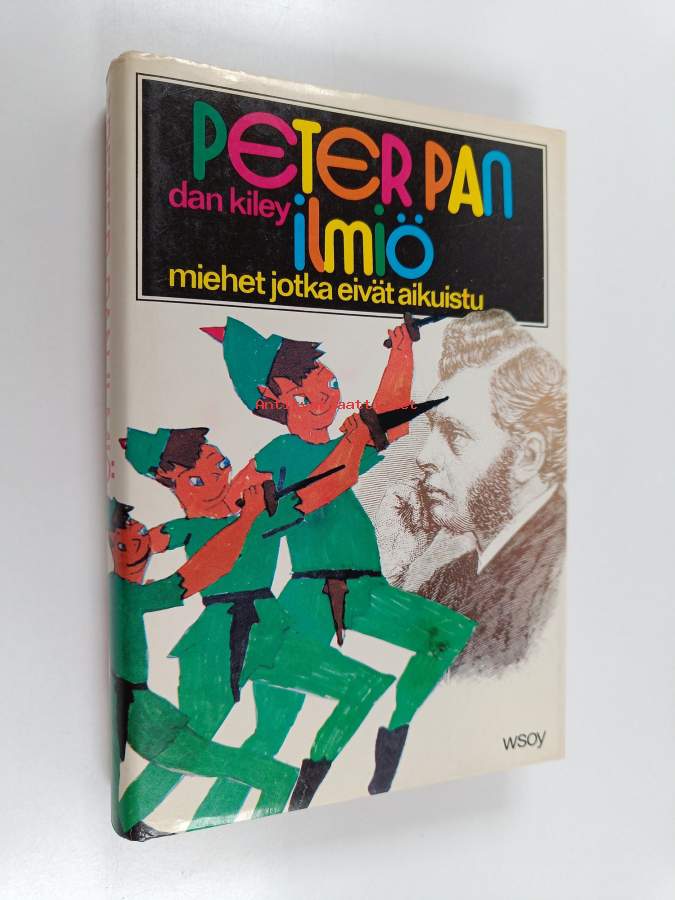 PETER PAN
dan kiley ilmiö
miehet jotka eivät aikuistu
wsoy